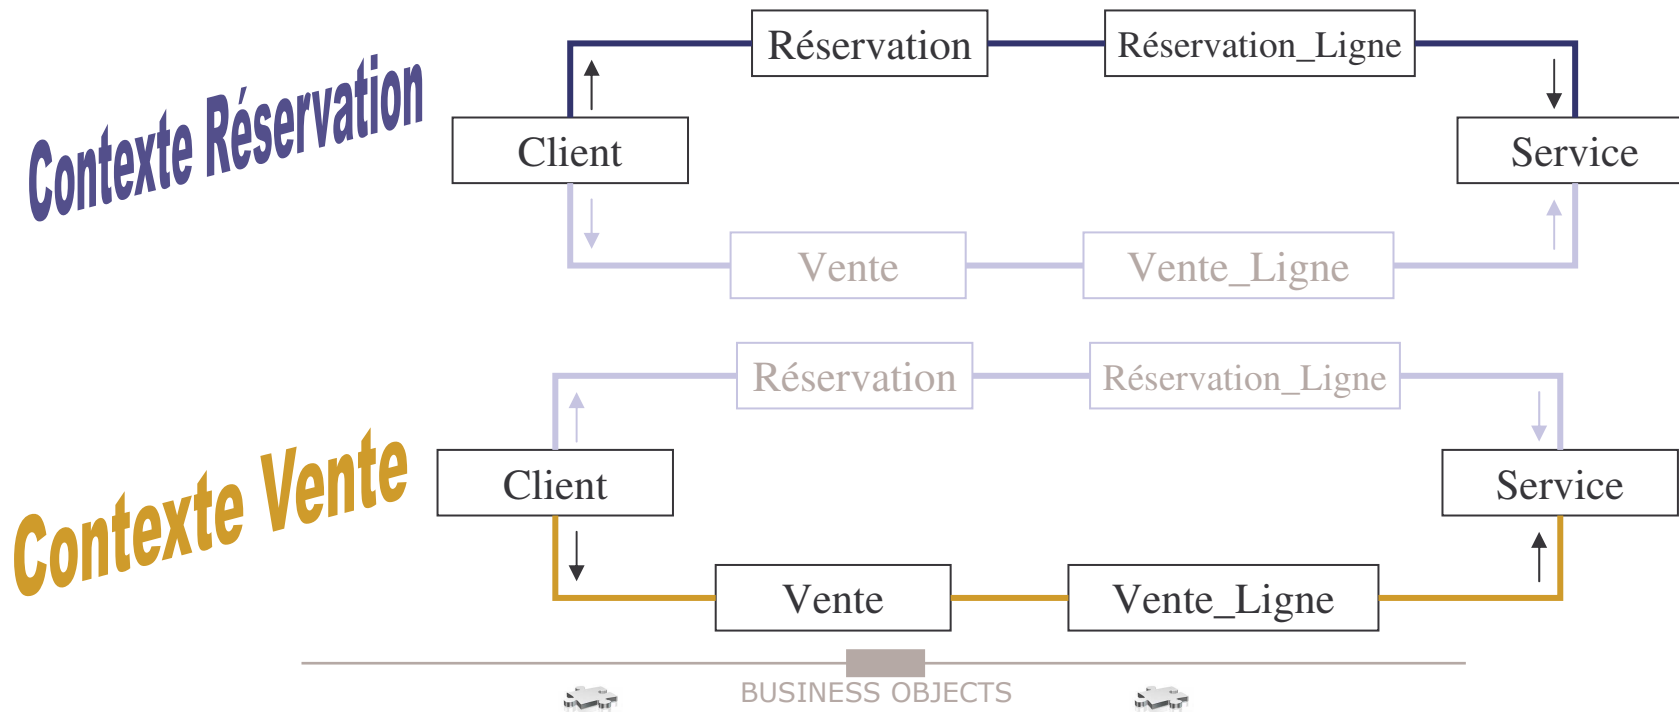 Contexte Réservation
Réservation
Réservation_Ligne
Client
Service
Vente
Vente_Ligne
Contexte Vente
Réservation
Réservation_Ligne
Client
Service
Vente
Vente_Ligne
BUSINESS OBJECTS